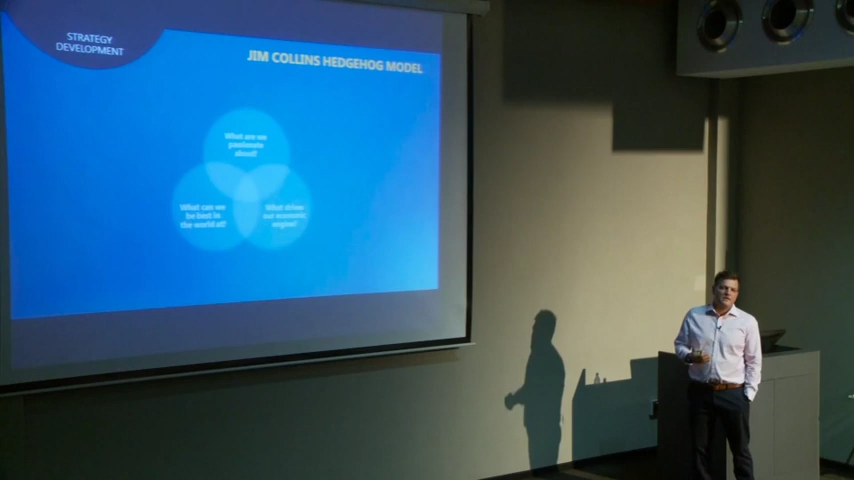 STRATEGY
DEVELOPMENT
JIM COLLINS HEDGEHOG MODEL
What are we
passionate
about?
What can we
be best in
the world at?
What drives
our economic
engine?